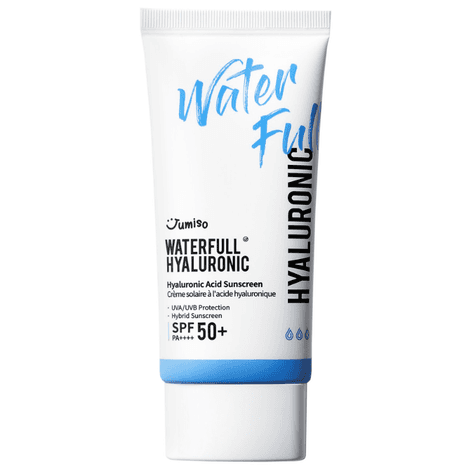 Water
Ful
HYALURONIC
Jumiso
WATERFULL
HYALURONIC
Hyaluronic Acid Sunscreen
Crème solaire à l'acide hyaluronique
- UVA/UVB Protection
- Hybrid Sunscreen
SPF 50+
PA++++